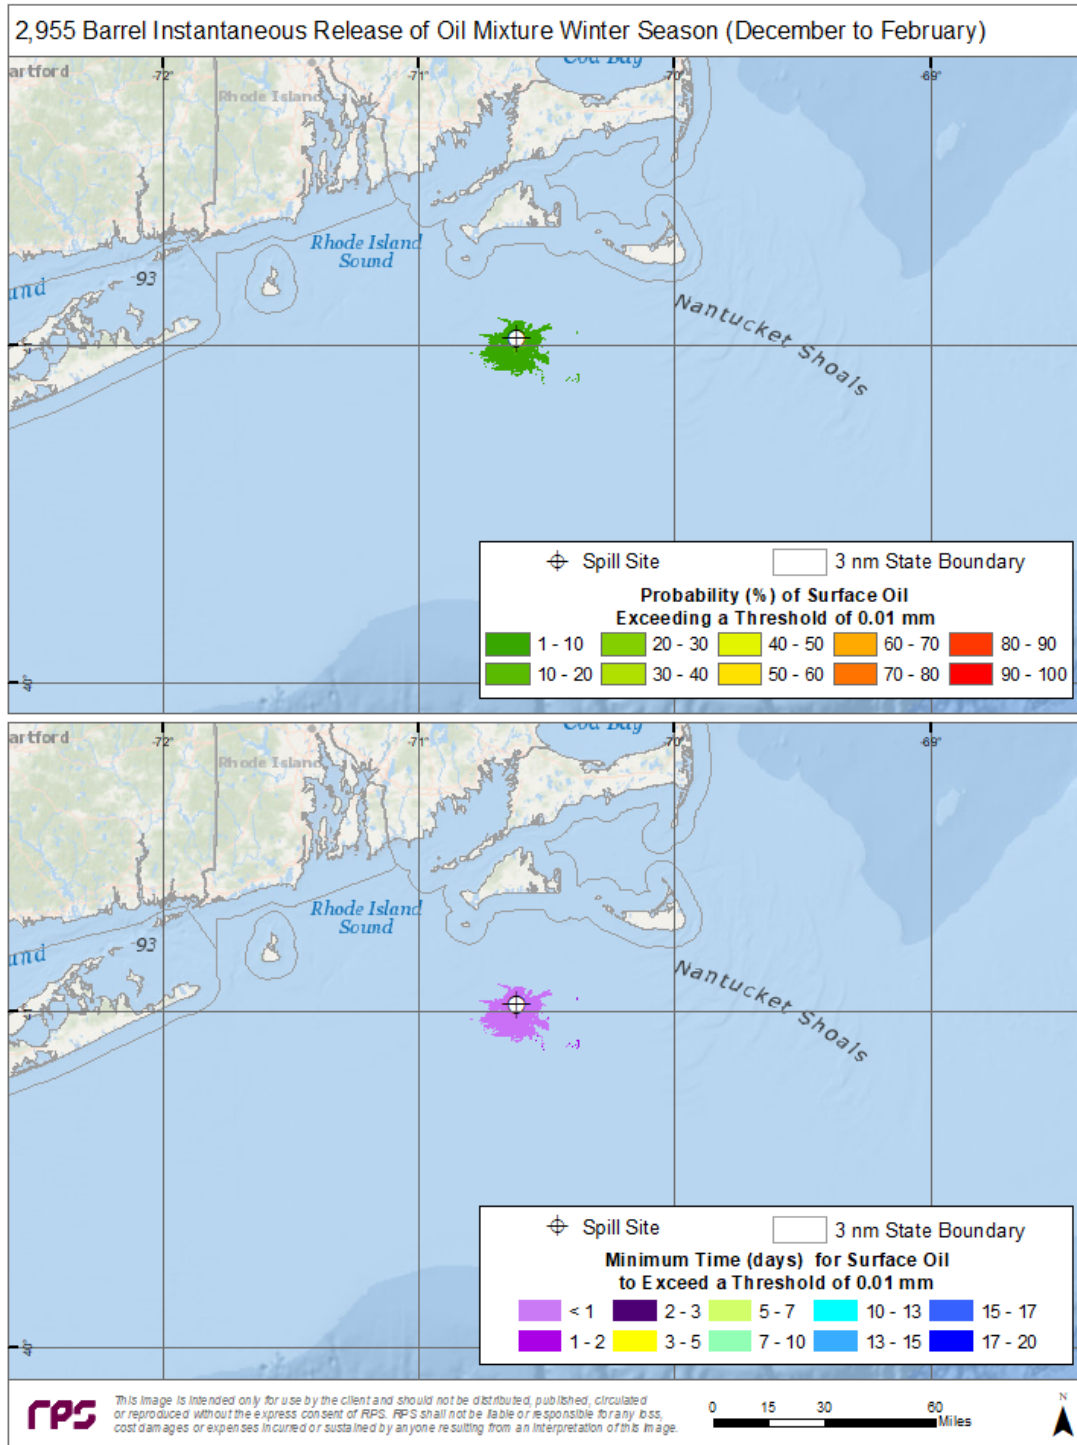 2,955 Barrel Instantaneous Release of Oil Mixture Winter Season (December to February)
artford
-72°
-71°
Cod Bay
-70°
-69°
Rhode Island
Rhode Island
Sound
-93
and
Nantucket Shoals
Spill Site
3 nm State Boundary
Probability (%) of Surface Oil
Exceeding a Threshold of 0.01 mm
1 - 10
20 - 30
40 - 50
60 - 70
80 - 90
10 - 20
30 - 40
50 - 60
70 - 80
90 - 100
40°
artford
-72°
-71°
Cod Bay
-70°
-69°
Rhode Island
Rhode Island
Sound
-93
and
Nantucket Shoals
Spill Site
3 nm State Boundary
Minimum Time (days) for Surface Oil
to Exceed a Threshold of 0.01 mm
< 1
2 - 3
5 - 7
10 - 13
15 - 17
1 - 2
3 - 5
7 - 10
13 - 15
17 - 20
40°
rps
This image is intended only for use by the client and should not be distributed, published, circulated
or reproduced without the express consent of RPS. RPS shall not be liable or responsible for any loss,
cost damages or expenses incurred or sustained by anyone resulting from an interpretation of this image.
0 15 30 60
Miles
N